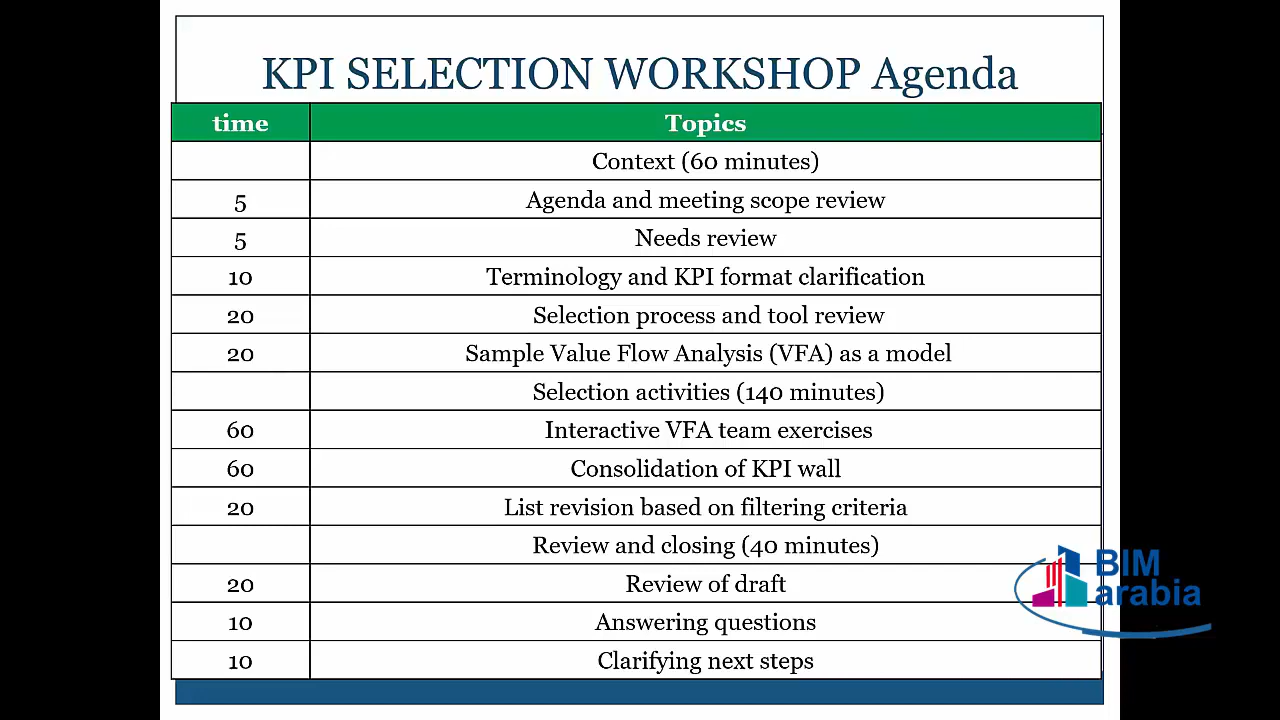 KPI SELECTION WORKSHOP Agenda
time Topics
Context (60 minutes)
5 Agenda and meeting scope review
5 Needs review
10 Terminology and KPI format clarification
20 Selection process and tool review
20 Sample Value Flow Analysis (VFA) as a model
Selection activities (140 minutes)
60 Interactive VFA team exercises
60 Consolidation of KPI wall
20 List revision based on filtering criteria
Review and closing (40 minutes)
20 Review of draft
10 Answering questions
10 Clarifying next steps
BIM
arabia